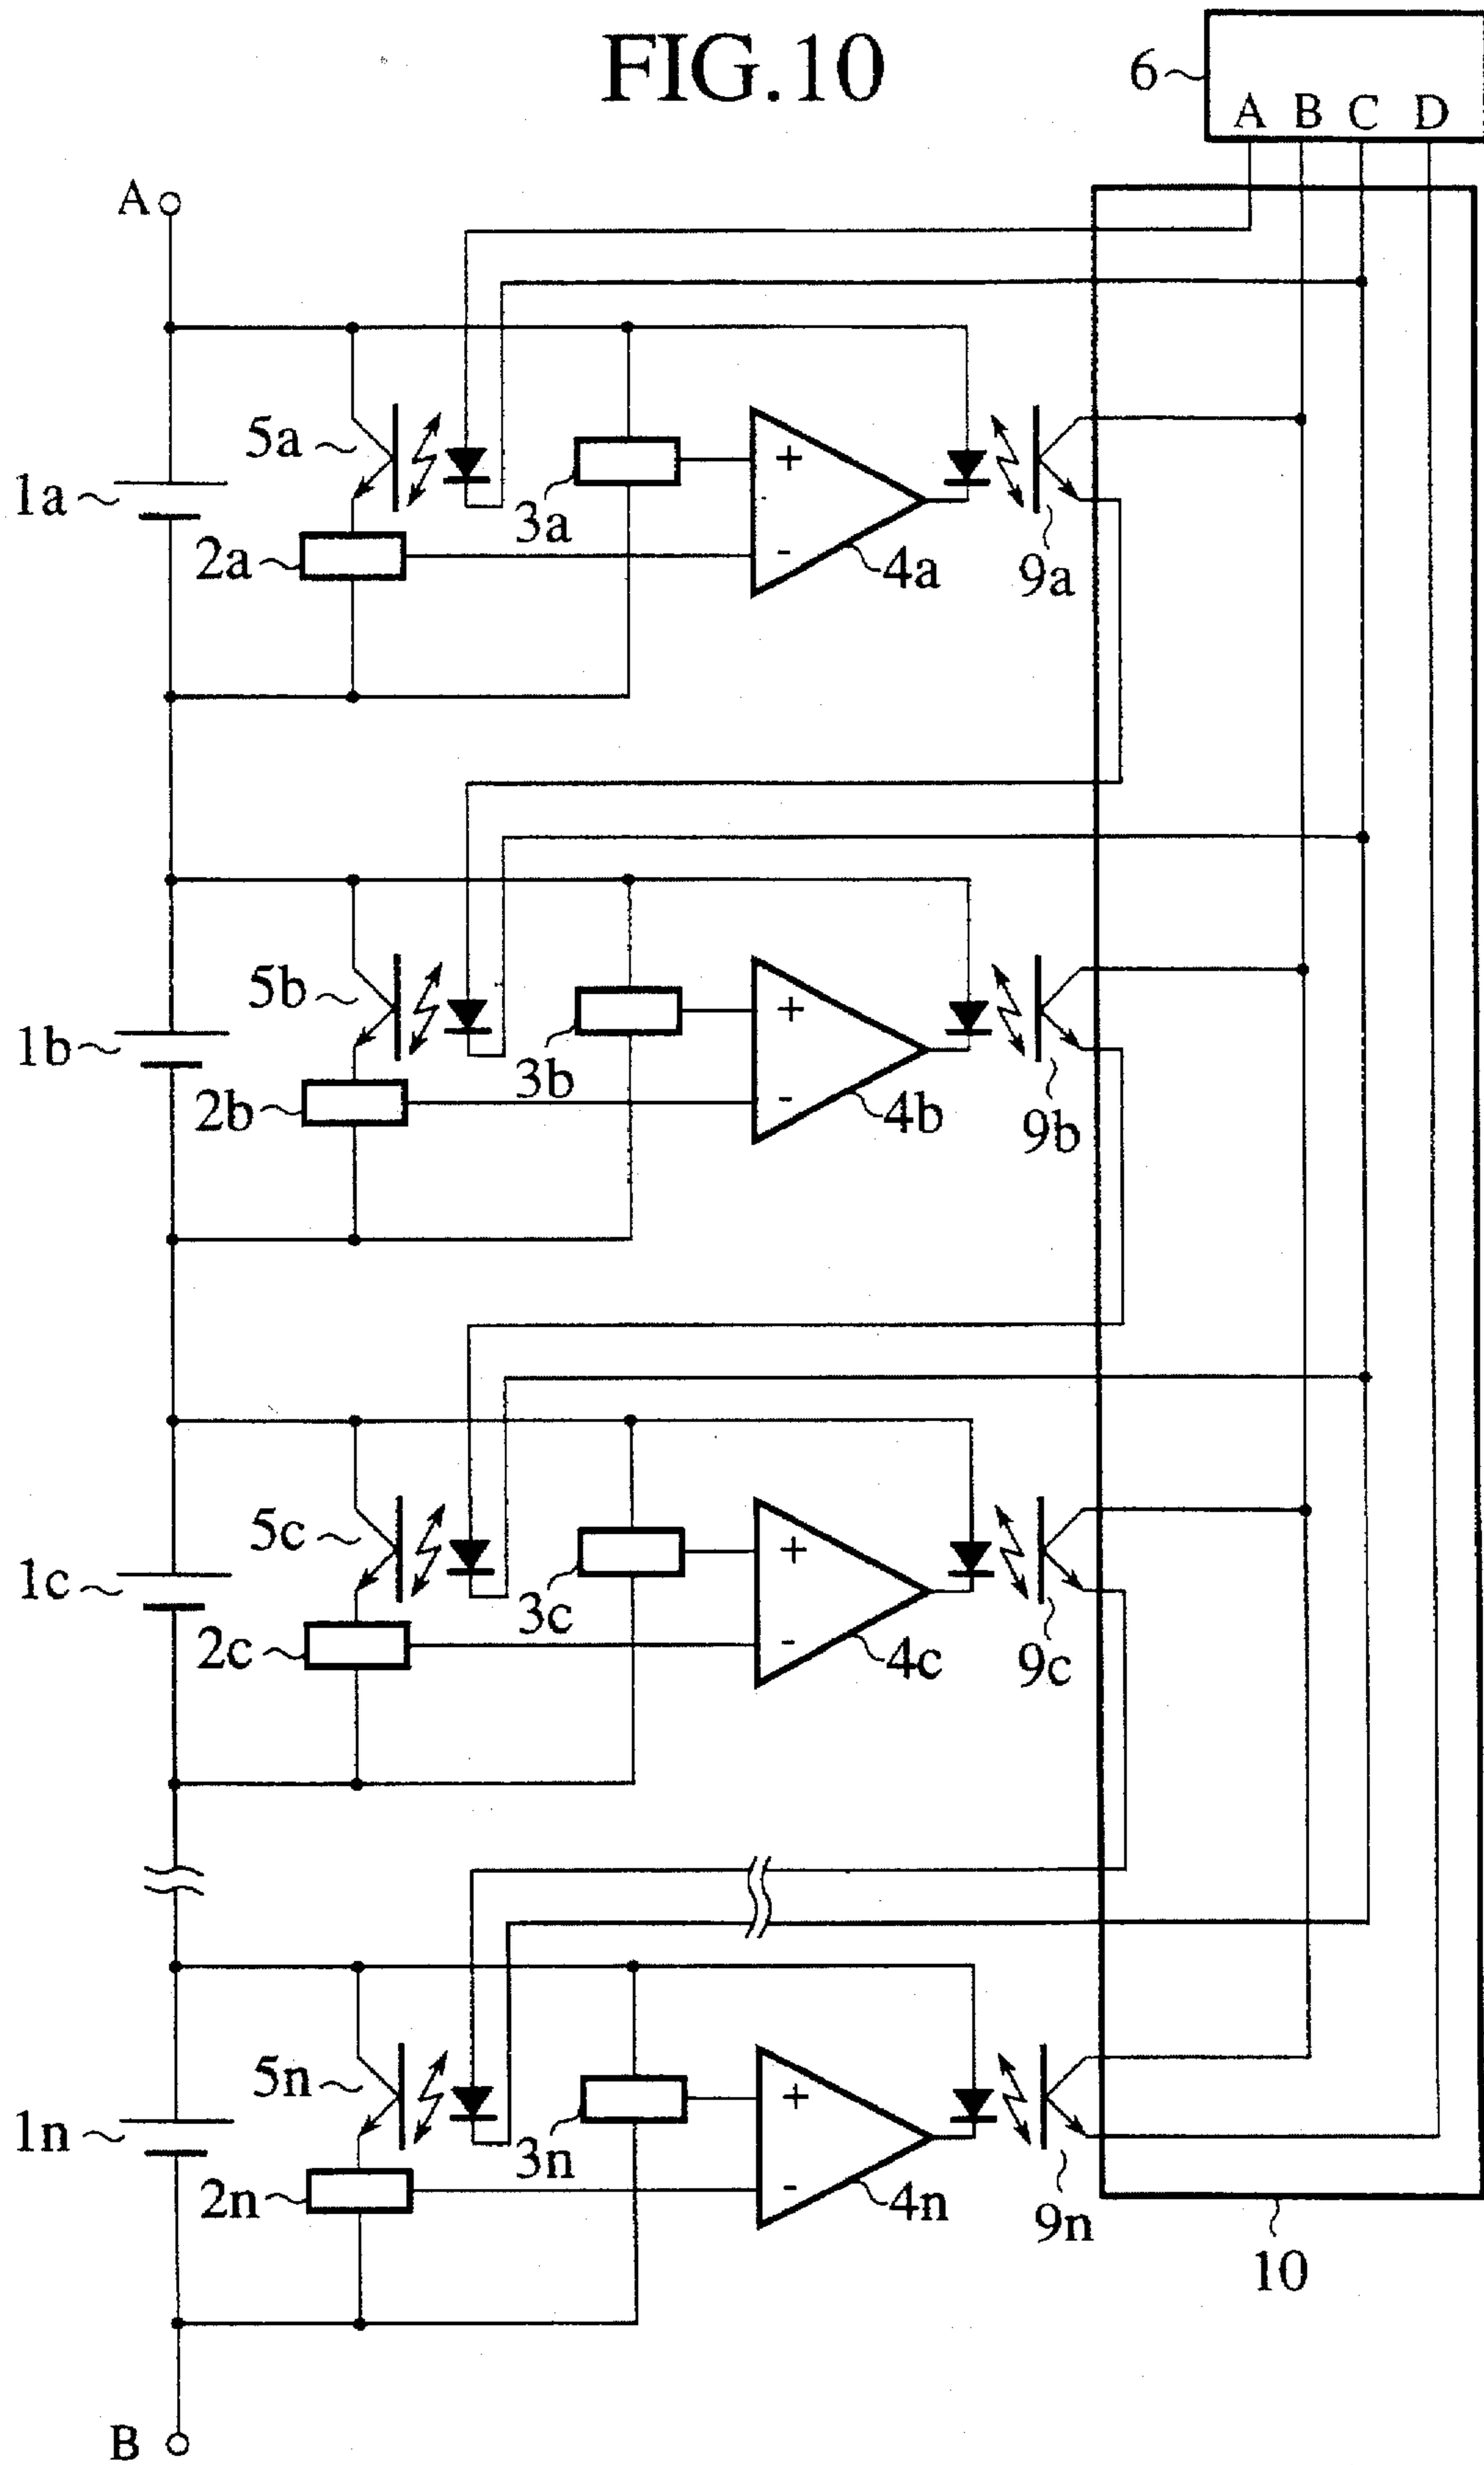 FIG.10
6
A B C D
A
5a
1a
3a
+
-
2a
4a
9a
5b
1b
3b
+
-
2b
4b
9b
5c
1c
3c
+
-
2c
4c
9c
5n
1n
3n
+
-
2n
4n
9n
10
B